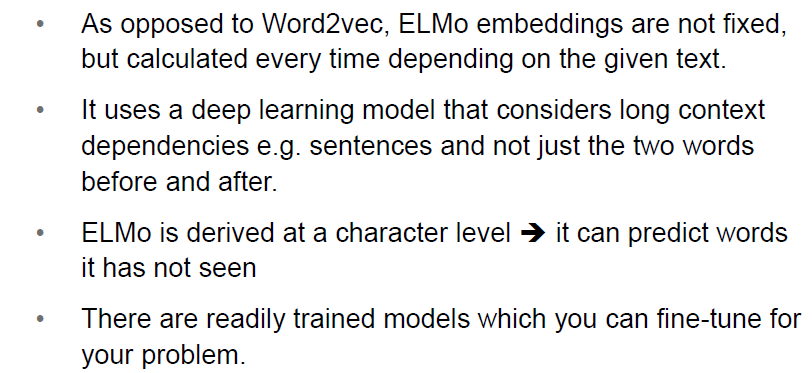 • As opposed to Word2vec, ELMo embeddings are not fixed,
but calculated every time depending on the given text.
• It uses a deep learning model that considers long context
dependencies e.g. sentences and not just the two words
before and after.
• ELMo is derived at a character level ➔ it can predict words
it has not seen
• There are readily trained models which you can fine-tune for
your problem.